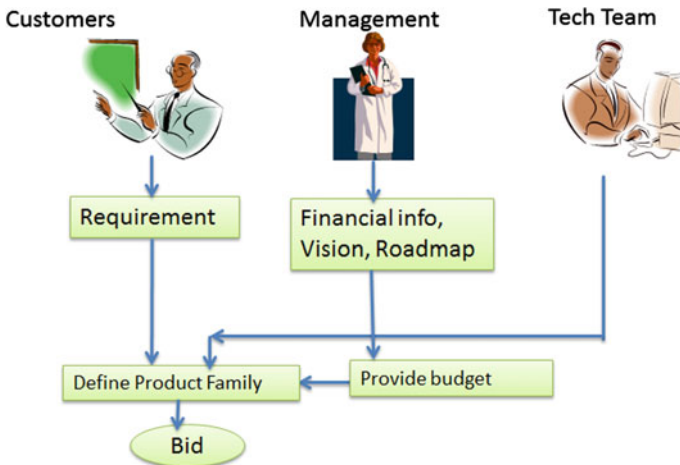 Customers
Management
Tech Team
Requirement
Financial info,
Vision, Roadmap
Define Product Family
Provide budget
Bid